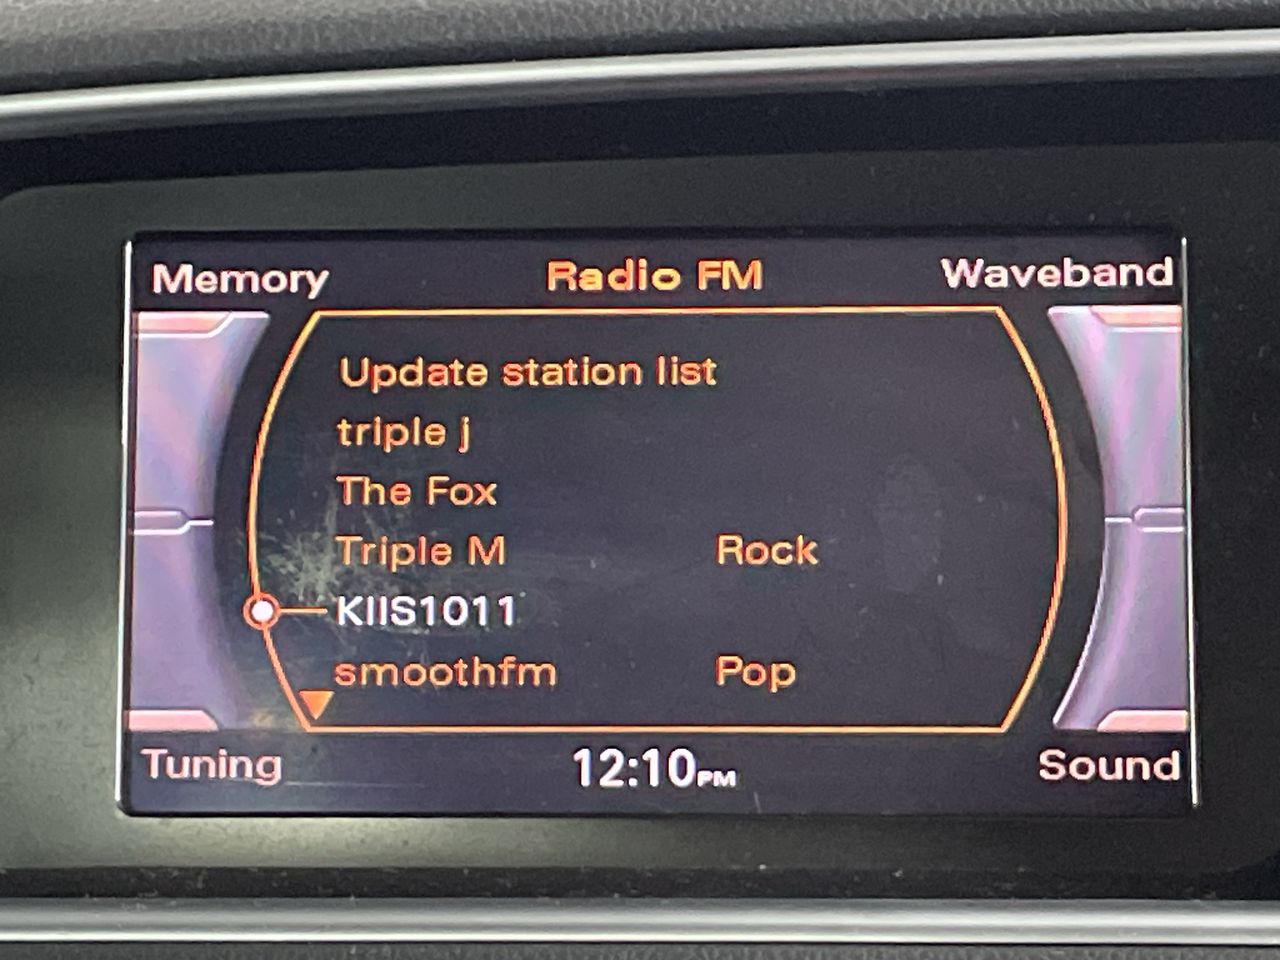 Memory Radio FM Waveband
Update station list
triple j
The Fox
Triple M Rock
KIIS1011
smoothfm Pop
Tuning 12:10PM Sound